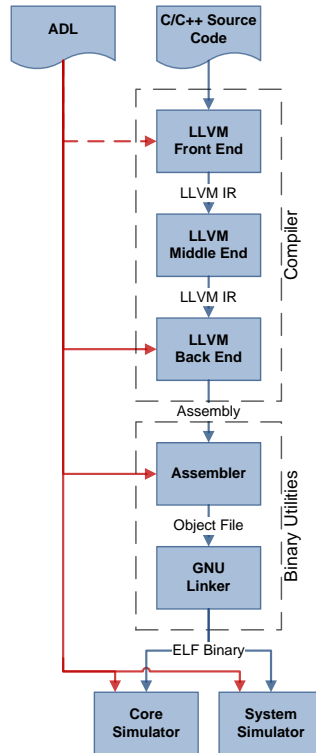 ADL
C/C++ Source
Code
LLVM
Front End
LLVM IR
LLVM
Middle End
LLVM IR
LLVM
Back End
Compiler
Assembly
Assembler
Object File
GNU
Linker
Binary Utilities
ELF Binary
Core
Simulator
System
Simulator